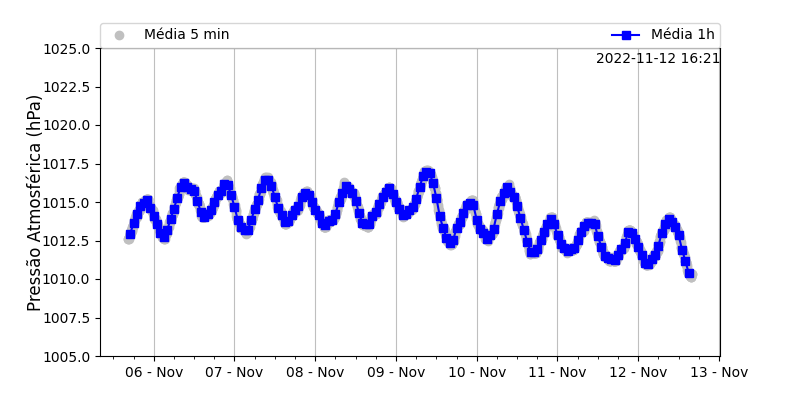 Média 5 min
Média 1h
2022-11-12 16:21
Pressão Atmosférica (hPa)
1025.0
1022.5
1020.0
1017.5
1015.0
1012.5
1010.0
1007.5
1005.0
06 - Nov
07 - Nov
08 - Nov
09 - Nov
10 - Nov
11 - Nov
12 - Nov
13 - Nov